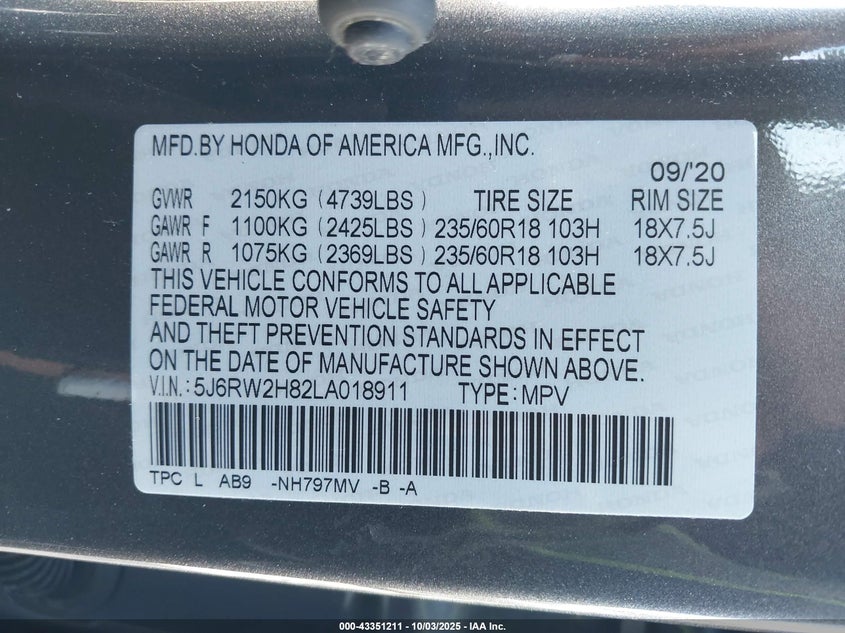 MFD.BY HONDA OF AMERICA MFG.,INC.
09/'20
GVWR 2150KG (4739LBS) TIRE SIZE RIM SIZE
GAWR F 1100KG (2425LBS) 235/60R18 103H 18X7.5J
GAWR R 1075KG (2369LBS) 235/60R18 103H 18X7.5J
THIS VEHICLE CONFORMS TO ALL APPLICABLE
FEDERAL MOTOR VEHICLE SAFETY
AND THEFT PREVENTION STANDARDS IN EFFECT
ON THE DATE OF MANUFACTURE SHOWN ABOVE.
V.I.N.: 5J6RW2H82LA018911 TYPE: MPV
TPC L AB9 -NH797MV -B -A
000-43351211 - 10/03/2025 - IAA Inc.